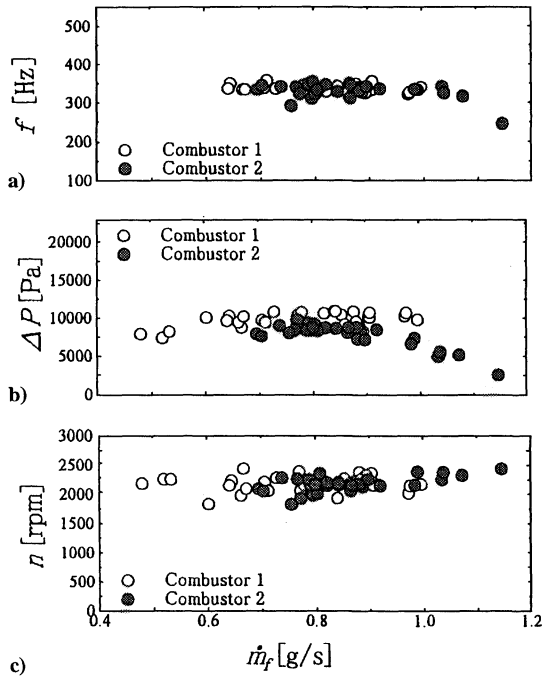 500
400
300
200
100
f [Hz]
Combustor 1
Combustor 2
a)
20000
15000
10000
5000
0
ΔP[Pa]
Combustor 1
Combustor 2
b)
3000
2500
2000
1500
1000
500
0
n [rpm]
Combustor 1
Combustor 2
0.4 0.6 0.8 1.0 1.2
ṁf[g/s]
c)